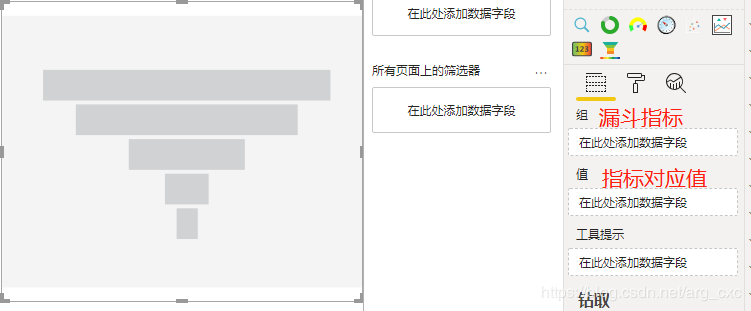 在此处添加数据字段
所有页面上的筛选器 ...
在此处添加数据字段
123
组 漏斗指标
在此处添加数据字段
值 指标对应值
在此处添加数据字段
工具提示
在此处添加数据字段
钻取
https://blog.csdn.net/arg_cxc